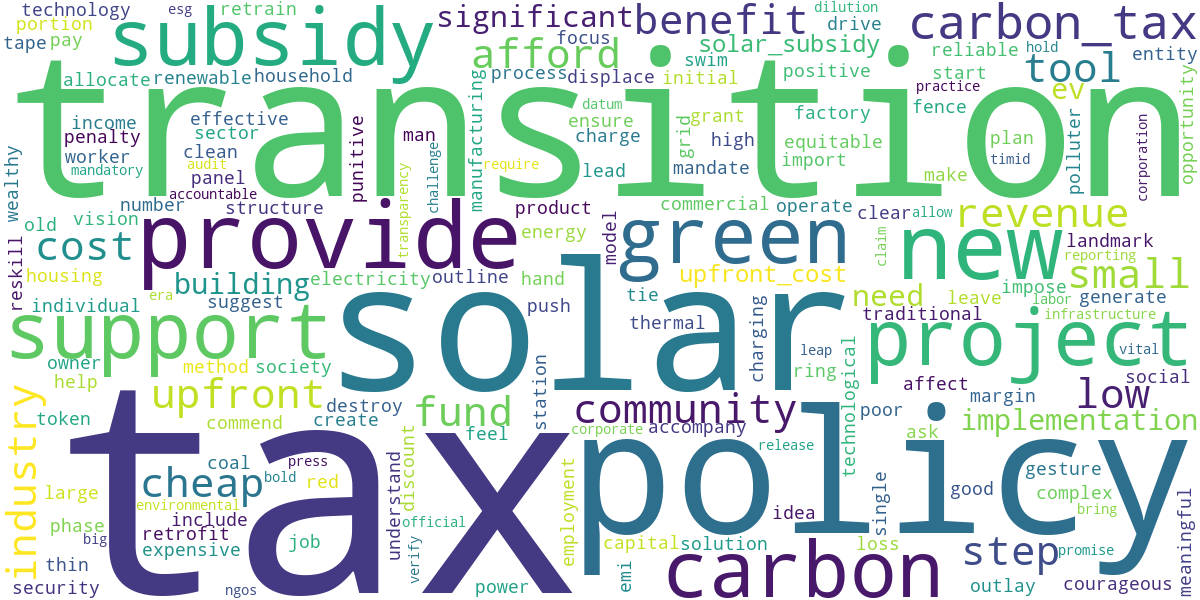 technology esg retrain significant benefit dilution carbon_tax
portion subsidy focus drive
tape pay afford solar_subsidy reliable hold entity
allocate renewable household process displace swim initial positive start tool
transition
manufacturing datum grant practice ev opportunity
income effective ensure factory fence
penalty sector punitive man charge grid high equitable plan polluter corporation
worker clean challenge require import timid
wealthy mandatory audit panel transparency lead mandate make
accountable
number structure product commercial operate clear allow revenue
old vision provide model green claim new landmark
reskill cost energy reporting
housing building electricity outline hand upfront_cost small
era tie need leave impose labor generate
individual suggest solar push thermal traditional infrastructure
support charging project
owner method society station leap technological vital
help ring affect social
industry upfront fund community poor margin low
token commend destroy create feel corporate accompany ask implementation
tax policy release
coal press discount understand gesture
large cheap bold red employment single good complex
environmental idea bring
phase include official
big retrofit job verify capital solution loss step promise meaningful
thin expensive carbon
security ngos power emi outlay courageous